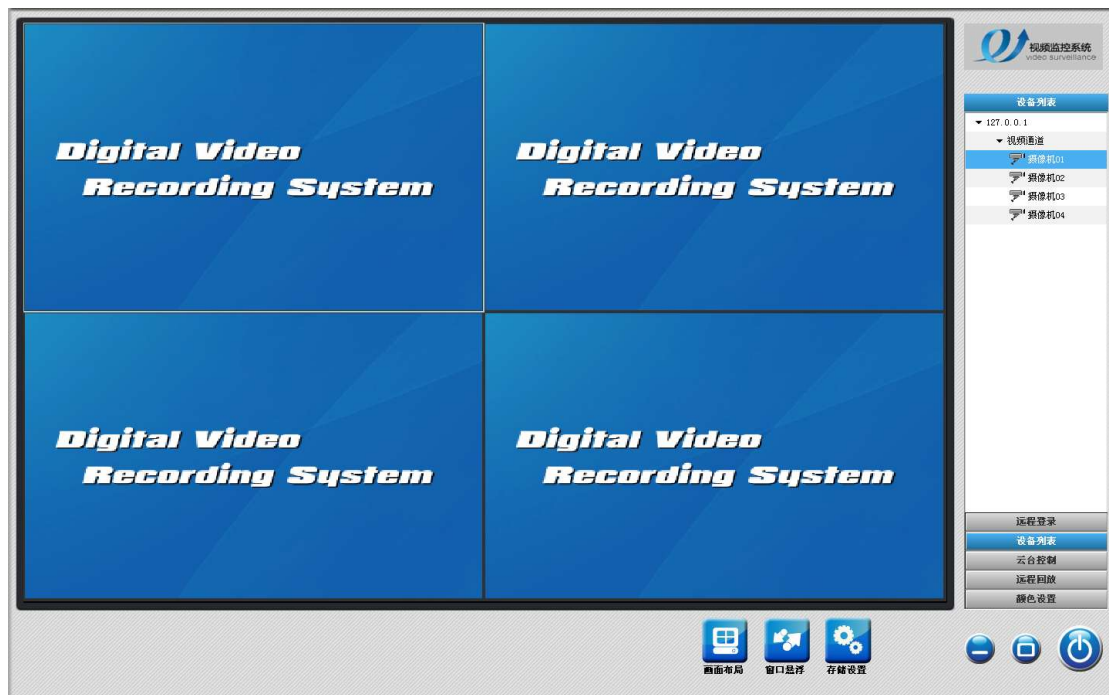 Digital Video
Recording System
Digital Video
Recording System
Digital Video
Recording System
Digital Video
Recording System
视频监控系统
video surveillance
设备列表
127.0.0.1
视频通道
摄像机01
摄像机02
摄像机03
摄像机04
远程登录
设备列表
云台控制
远程回放
颜色设置
画面布局
窗口悬浮
存储设置